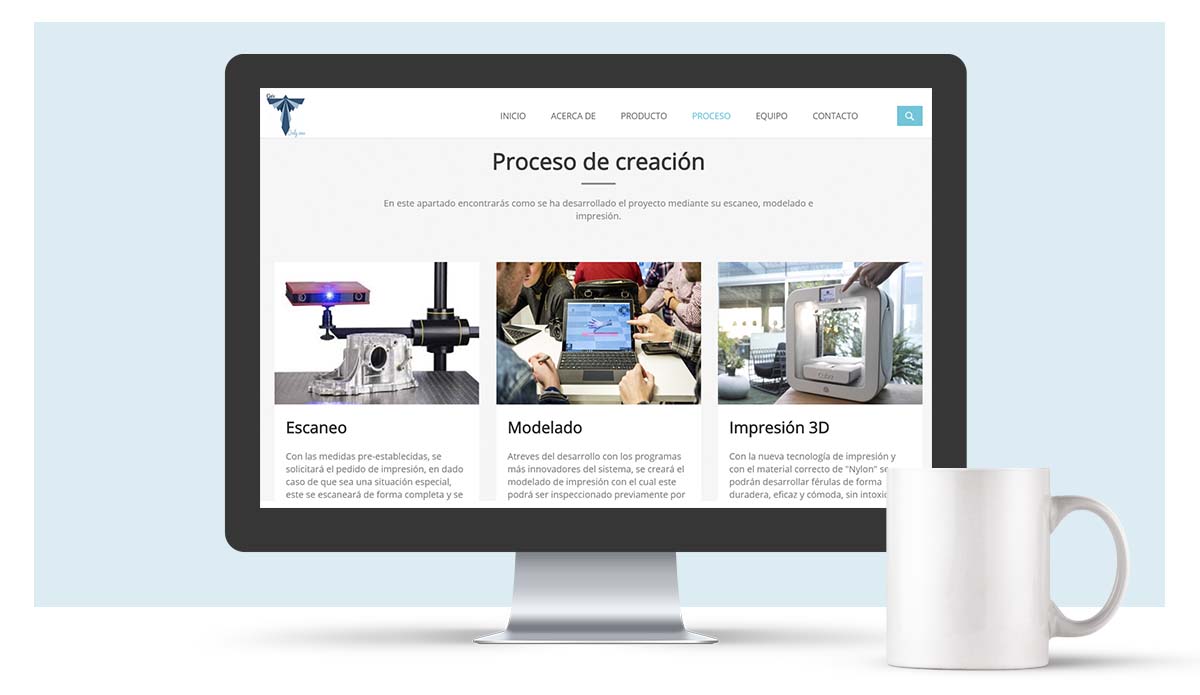 INICIO ACERCA DE PRODUCTO PROCESO EQUIPO CONTACTO
Proceso de creación
En este apartado encontrarás como se ha desarrollado el proyecto mediante su escaneo, modelado e
impresión.
Escaneo
Con las medidas pre-establecidas, se
solicitará el pedido de impresión, en dado
caso de que sea una situación especial,
este se escaneará de forma completa y se
Modelado
Atreves del desarrollo con los programas
más innovadores del sistema, se creará el
modelado de impresión con el cual este
podrá ser inspeccionado previamente por
Impresión 3D
Con la nueva tecnología de impresión y
con el material correcto de "Nylon" se
podrán desarrollar férulas de forma
duradera, eficaz y cómoda, sin